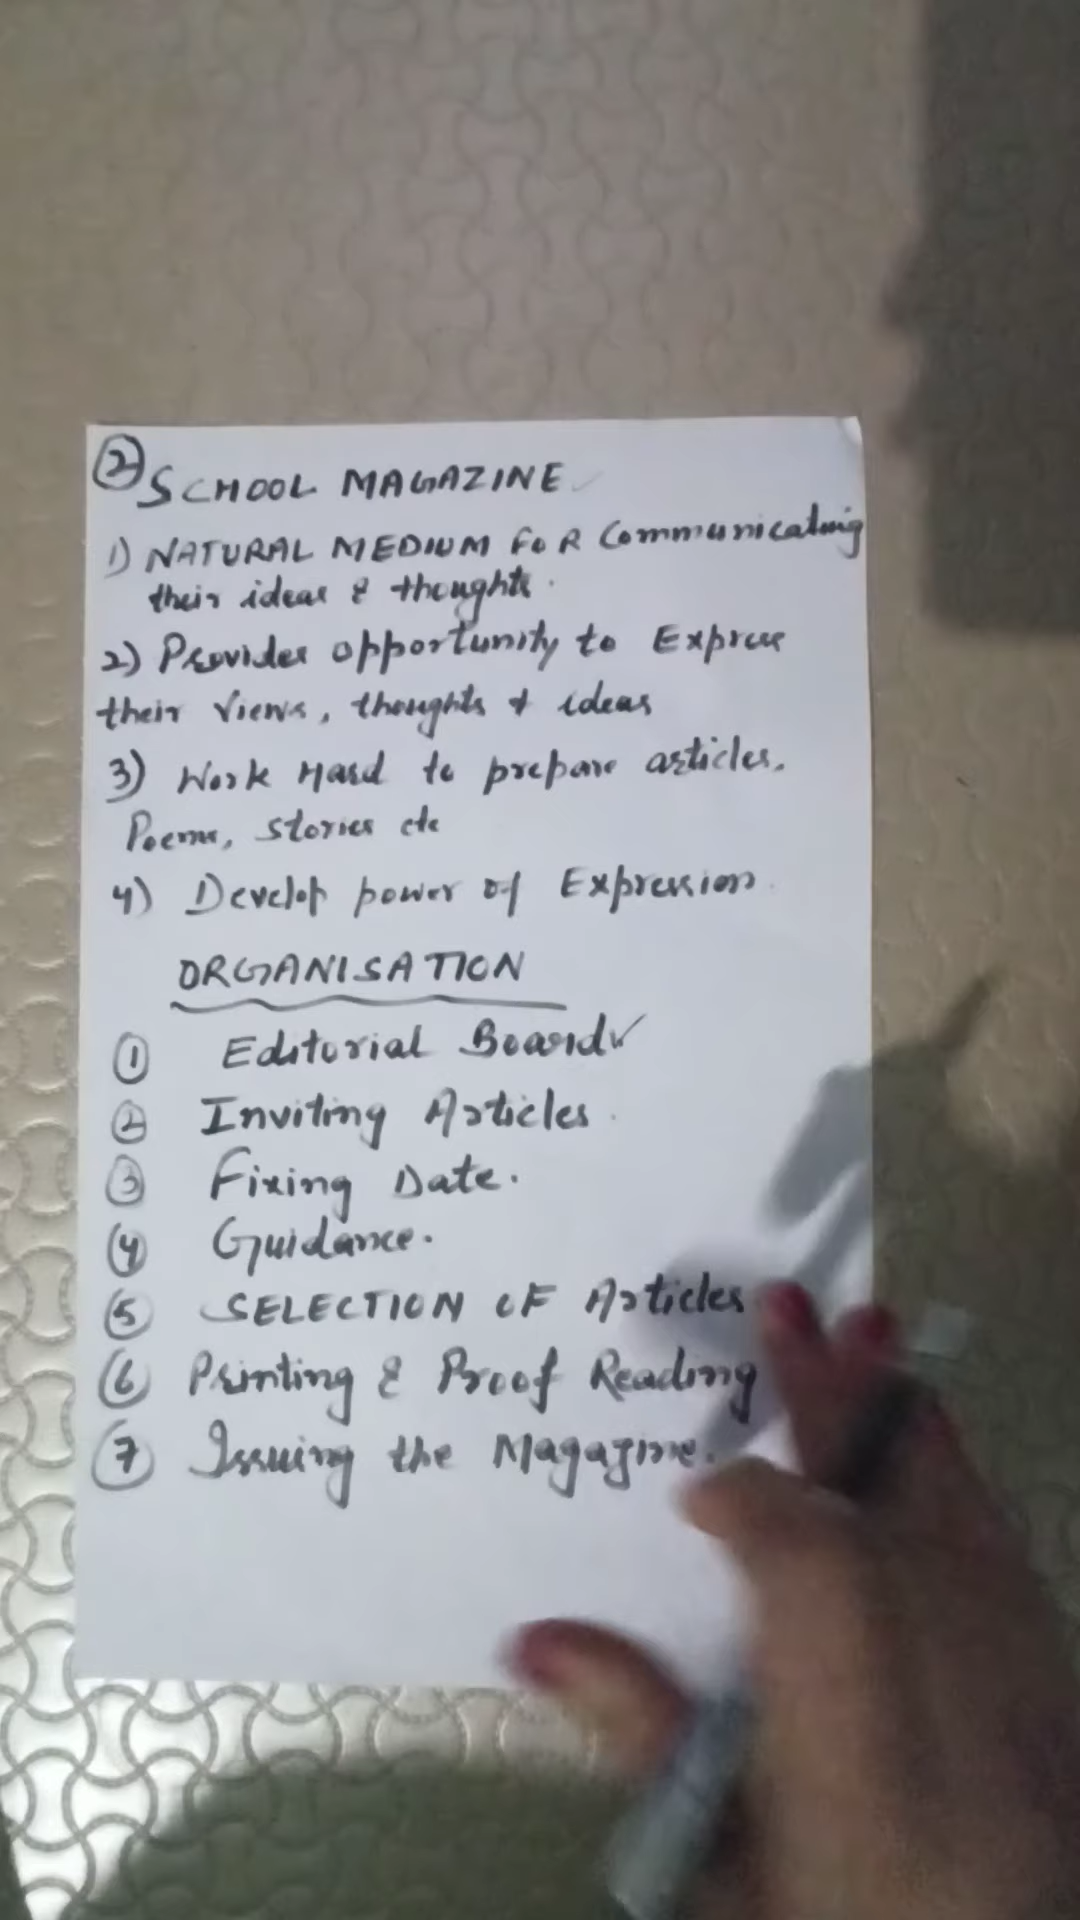 ② SCHOOL MAGAZINE
1) NATURAL MEDIUM FOR Communicating
their ideas & thoughts.
2) Provides opportunity to Express
their views, thoughts & ideas
3) Work Hard to prepare articles,
Poems, stories etc
4) Develop power of Expression.
ORGANISATION
① Editorial Board✓
② Inviting Articles.
③ Fixing Date.
④ Guidance.
⑤ SELECTION OF Articles
⑥ Printing & Proof Reading
⑦ Issuing the Magazine.